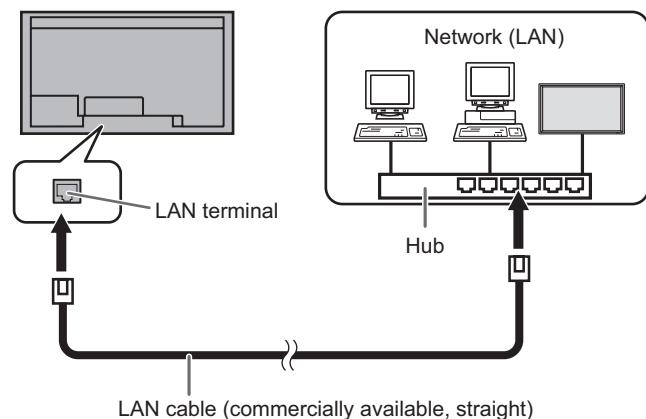 Network (LAN)
LAN terminal
Hub
LAN cable (commercially available, straight)